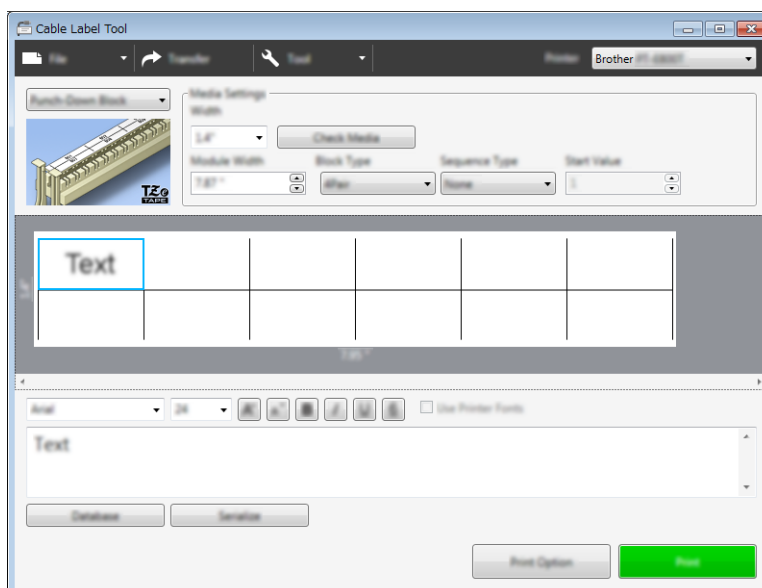 Cable Label Tool
File
Transfer
Tool
Printer
Brother
Punch-Down Block
Media Settings
Width
1.4"
Check Media
Module Width
Block Type
Sequence Type
Start Value
7.87 "
4Pair
None
1
TZe
TAPE
Text
Arial
24
Use Printer Fonts
Text
Database
Serialize
Print Option
Print